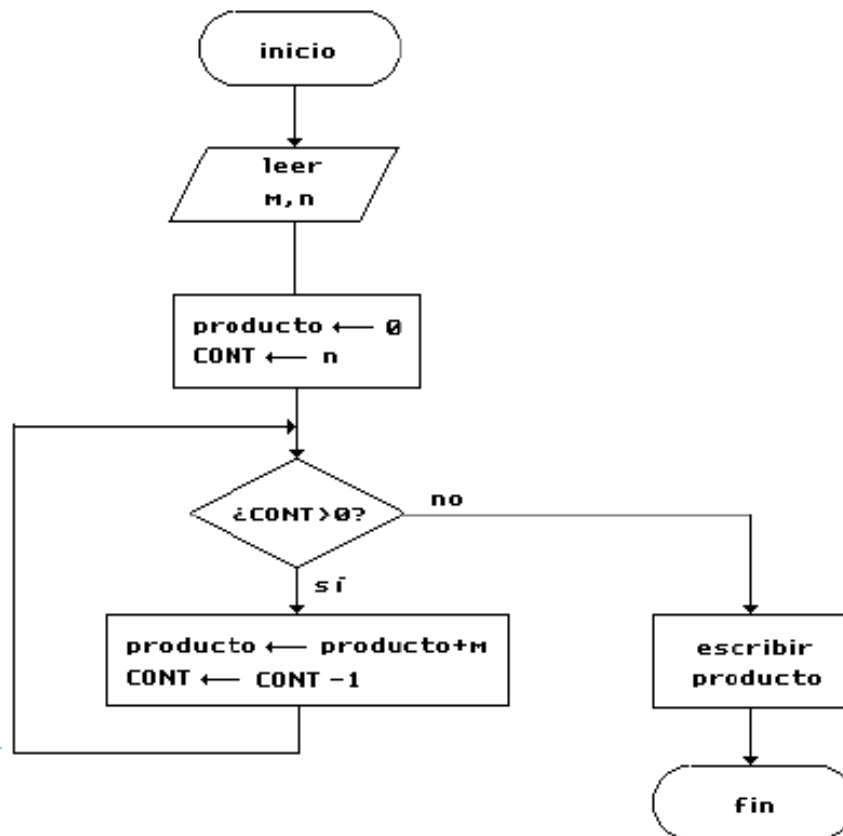 inicio
leer
M,n
producto ← 0
CONT ← n
¿CONT>0?
no
sí
producto ← producto+M
CONT ← CONT -1
escribir
producto
fin